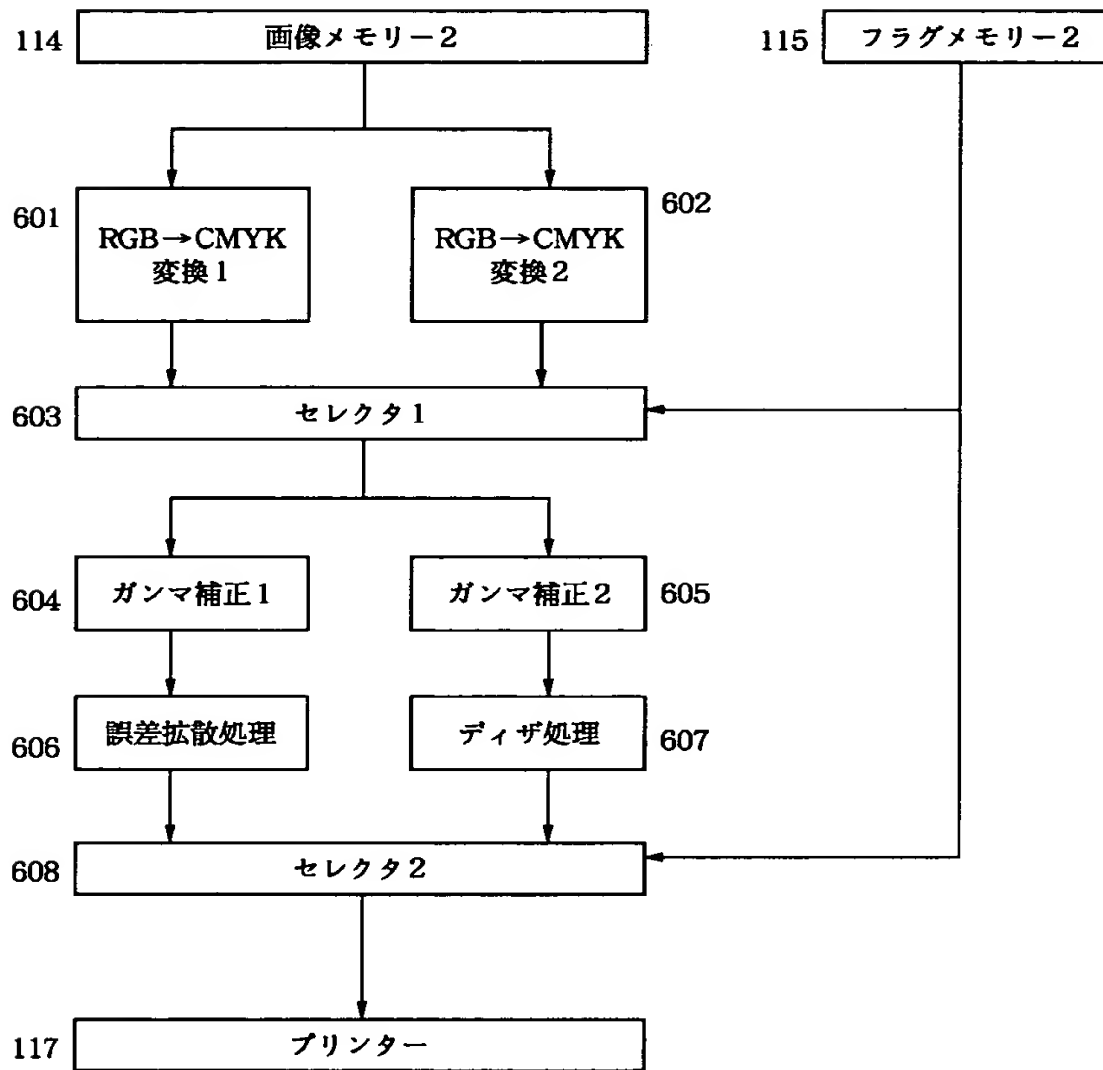 114 画像メモリー2 115 フラグメモリー2
601 RGB→CMYK 変換1
RGB→CMYK 変換2 602
603 セレクタ1
604 ガンマ補正1
ガンマ補正2 605
606 誤差拡散処理
ディザ処理 607
608 セレクタ2
117 プリンター